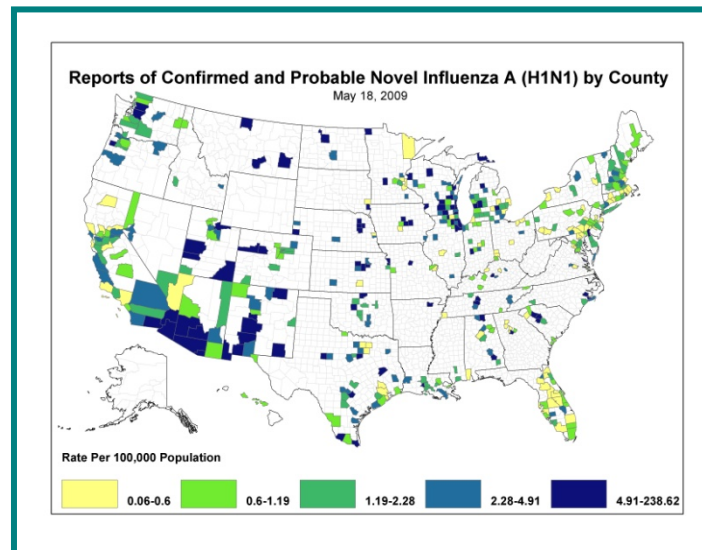 Reports of Confirmed and Probable Novel Influenza A (H1N1) by County
May 18, 2009
Rate Per 100,000 Population
0.06-0.6 0.6-1.19 1.19-2.28 2.28-4.91 4.91-238.62